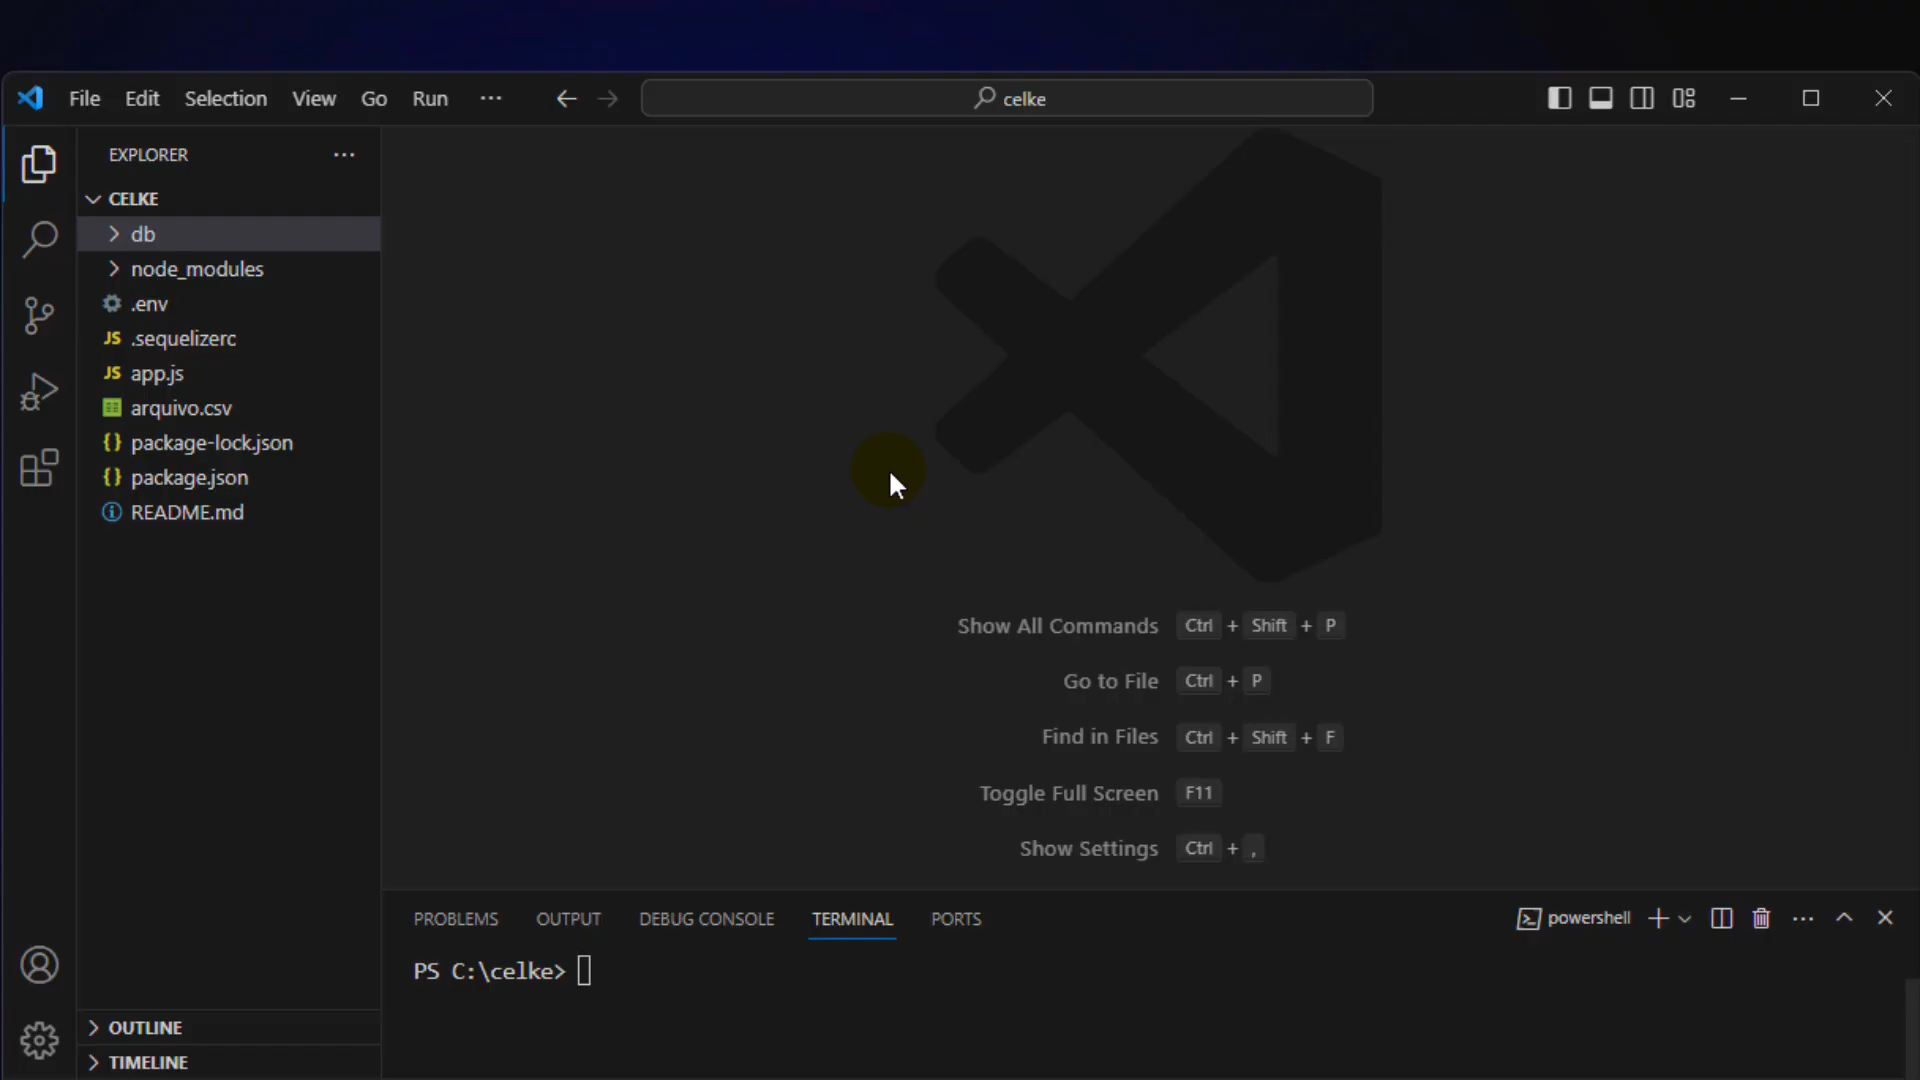 File Edit Selection View Go Run ··· celke
EXPLORER ···
CELKE
db
node_modules
.env
JS .sequelizerc
JS app.js
arquivo.csv
{} package-lock.json
{} package.json
README.md
Show All Commands Ctrl + Shift + P
Go to File Ctrl + P
Find in Files Ctrl + Shift + F
Toggle Full Screen F11
Show Settings Ctrl + ,
PROBLEMS OUTPUT DEBUG CONSOLE TERMINAL PORTS powershell ···
PS C:\celke>
OUTLINE
TIMELINE